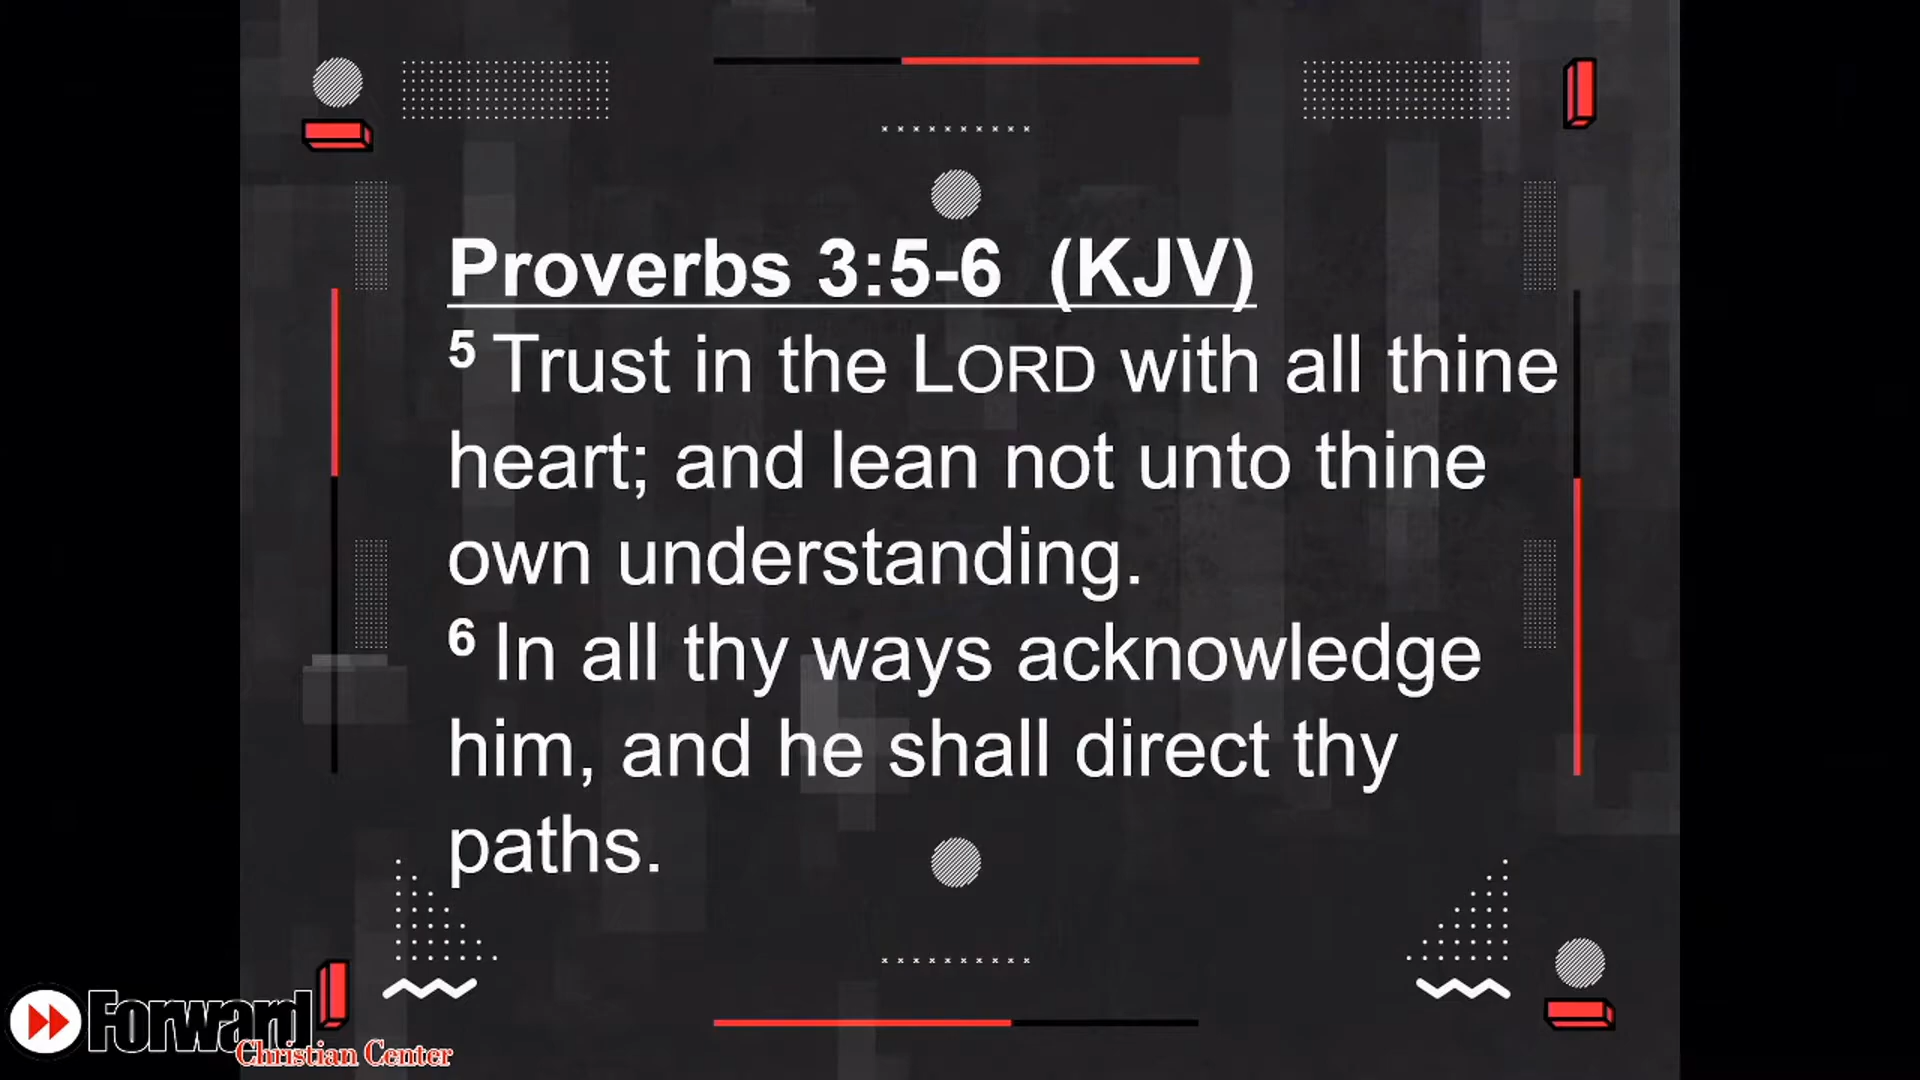 Proverbs 3:5-6 (KJV)
5 Trust in the LORD with all thine
heart; and lean not unto thine
own understanding.
6 In all thy ways acknowledge
him, and he shall direct thy
paths.
Forward
Christian Center